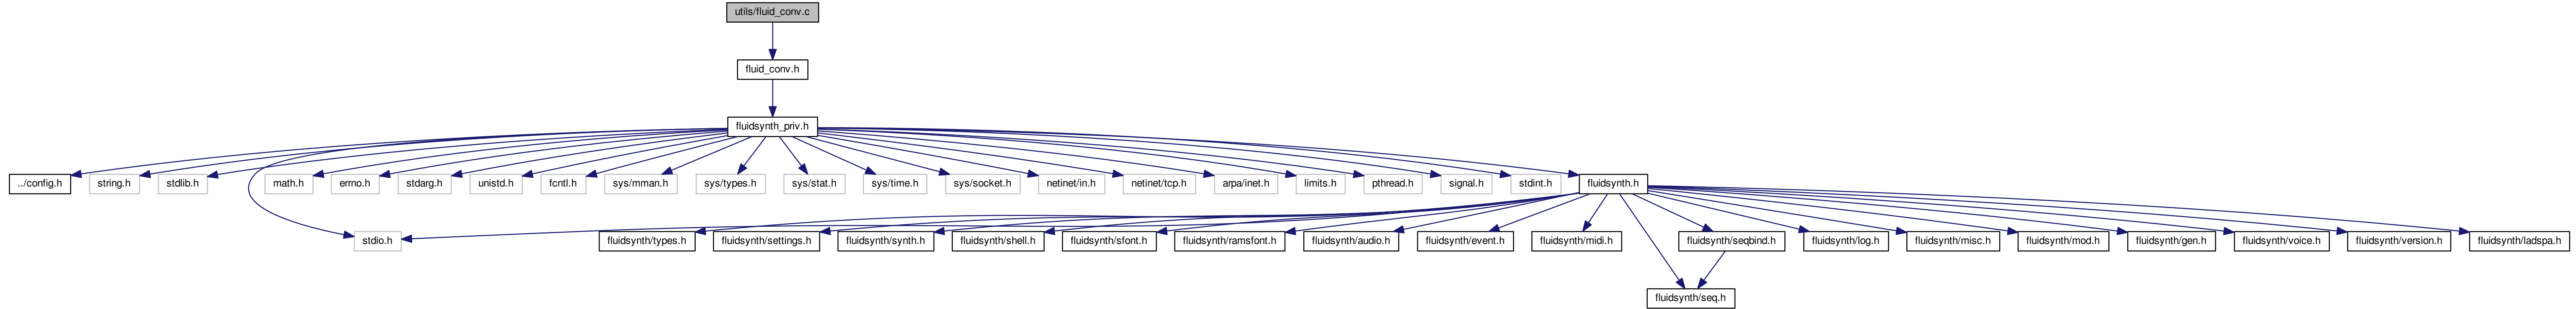 utils/fluid_conv.c
fluid_conv.h
fluidsynth_priv.h
../config.h
string.h
stdlib.h
math.h
errno.h
stdarg.h
unistd.h
fcntl.h
sys/mman.h
sys/types.h
sys/stat.h
sys/time.h
sys/socket.h
netinet/in.h
netinet/tcp.h
arpa/inet.h
limits.h
pthread.h
signal.h
stdint.h
fluidsynth.h
stdio.h
fluidsynth/types.h
fluidsynth/settings.h
fluidsynth/synth.h
fluidsynth/shell.h
fluidsynth/sfont.h
fluidsynth/ramsfont.h
fluidsynth/audio.h
fluidsynth/event.h
fluidsynth/midi.h
fluidsynth/seqbind.h
fluidsynth/log.h
fluidsynth/misc.h
fluidsynth/mod.h
fluidsynth/gen.h
fluidsynth/voice.h
fluidsynth/version.h
fluidsynth/ladspa.h
fluidsynth/seq.h